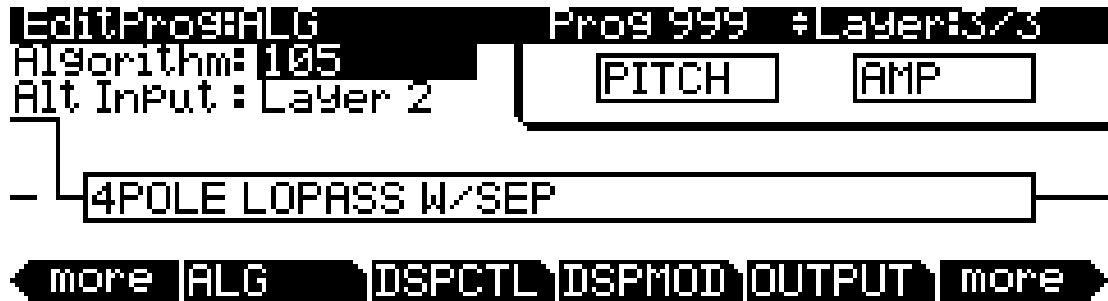 EditProg:ALG Prog 999 ♦Layer:3/3
Algorithm:105
Alt Input :Layer 2
PITCH AMP
4POLE LOPASS W/SEP
more ALG DSPCTL DSPMOD OUTPUT more